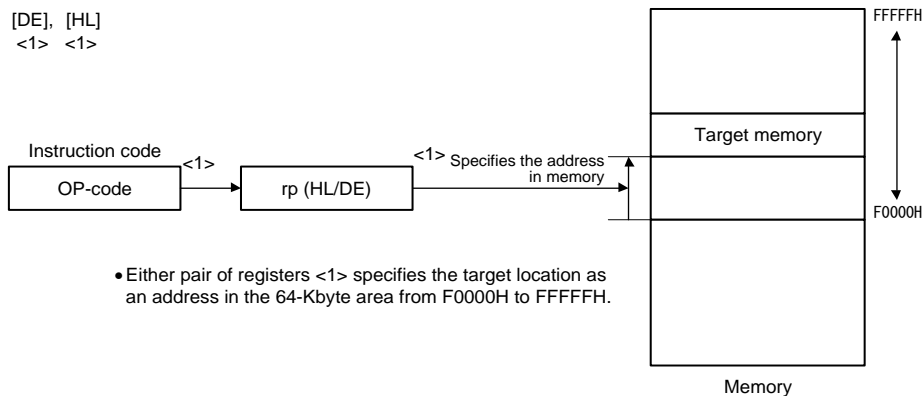 [DE], [HL]
<1> <1>
FFFFFH
Target memory
Instruction code
<1>
<1>
Specifies the address
in memory
OP-code
rp (HL/DE)
F0000H
• Either pair of registers <1> specifies the target location as
an address in the 64-Kbyte area from F0000H to FFFFFH.
Memory